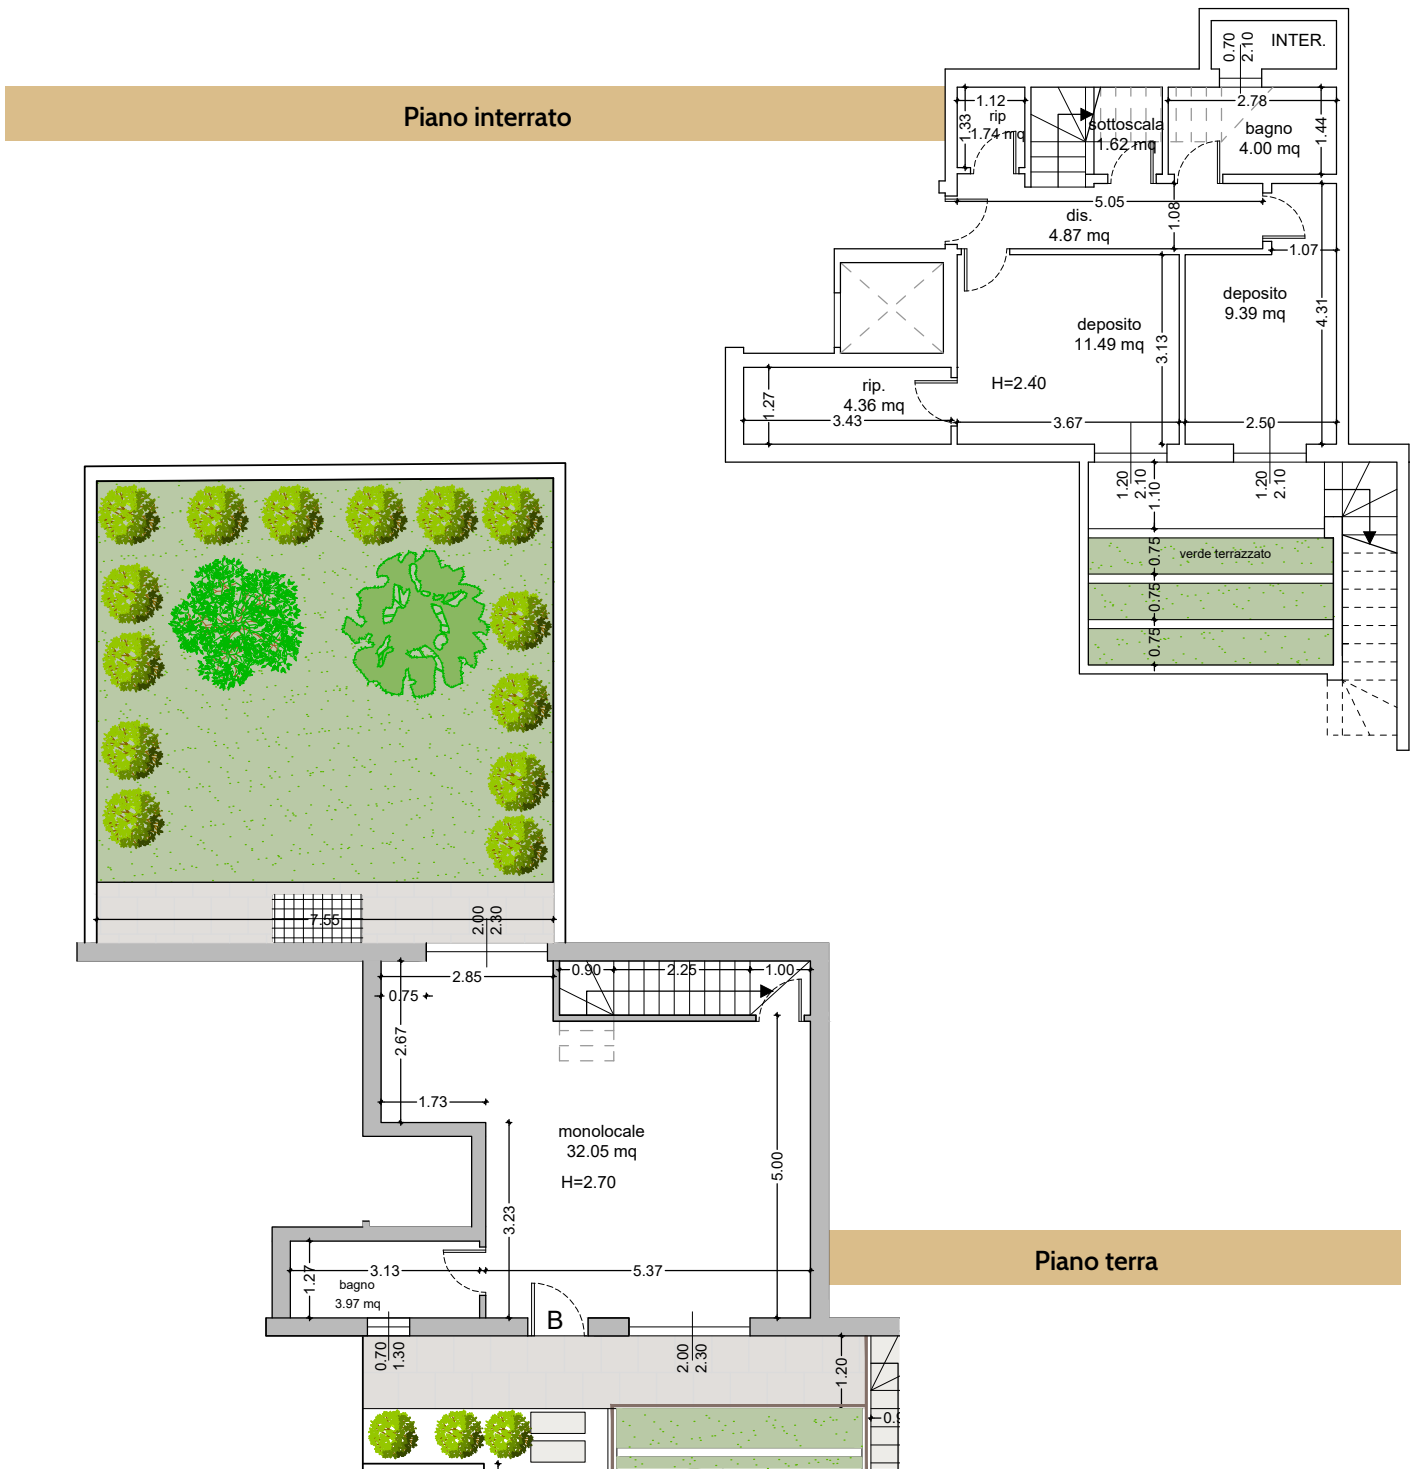 Piano interrato
0.70
2.10
INTER.
1.12
rip
1.74 mq
1.33
sottoscala
1.62 mq
2.78
bagno
4.00 mq
1.44
5.05
dis.
4.87 mq
1.08
1.07
deposito
9.39 mq
4.31
deposito
11.49 mq
3.13
H=2.40
rip.
4.36 mq
1.27
3.43
3.67
2.50
1.20
2.10
1.20
2.10
1.10
verde terrazzato
0.75
0.75
0.75
7.55
2.00
2.30
2.85
0.90
2.25
1.00
0.75
2.67
1.73
monolocale
32.05 mq
H=2.70
5.00
3.23
Piano terra
3.13
5.37
1.27
bagno
3.97 mq
B
0.70
1.30
2.00
2.30
1.20